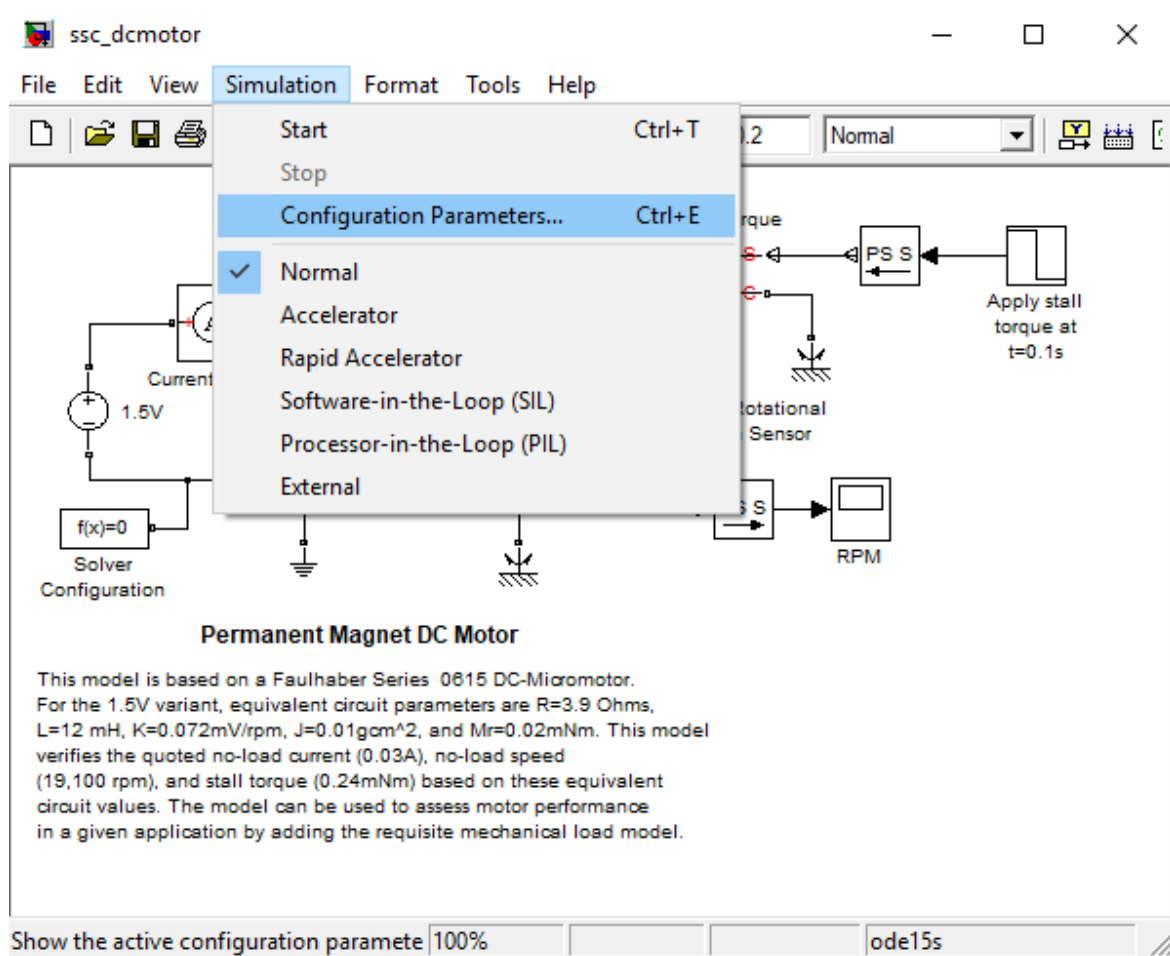 ssc_dcmotor
File Edit View Simulation Format Tools Help
Start Ctrl+T
Normal
Stop
Configuration Parameters... Ctrl+E
Normal
Accelerator
Rapid Accelerator
Software-in-the-Loop (SIL)
Processor-in-the-Loop (PIL)
External
rque
S
PS S
C
Apply stall
torque at
t=0.1s
Current
1.5V
otational
Sensor
f(x)=0
Solver
Configuration
S
RPM
Permanent Magnet DC Motor
This model is based on a Faulhaber Series 0615 DC-Micromotor.
For the 1.5V variant, equivalent circuit parameters are R=3.9 Ohms,
L=12 mH, K=0.072mV/rpm, J=0.01gcm^2, and Mr=0.02mNm. This model
verifies the quoted no-load current (0.03A), no-load speed
(19,100 rpm), and stall torque (0.24mNm) based on these equivalent
circuit values. The model can be used to assess motor performance
in a given application by adding the requisite mechanical load model.
Show the active configuration paramete 100% ode15s